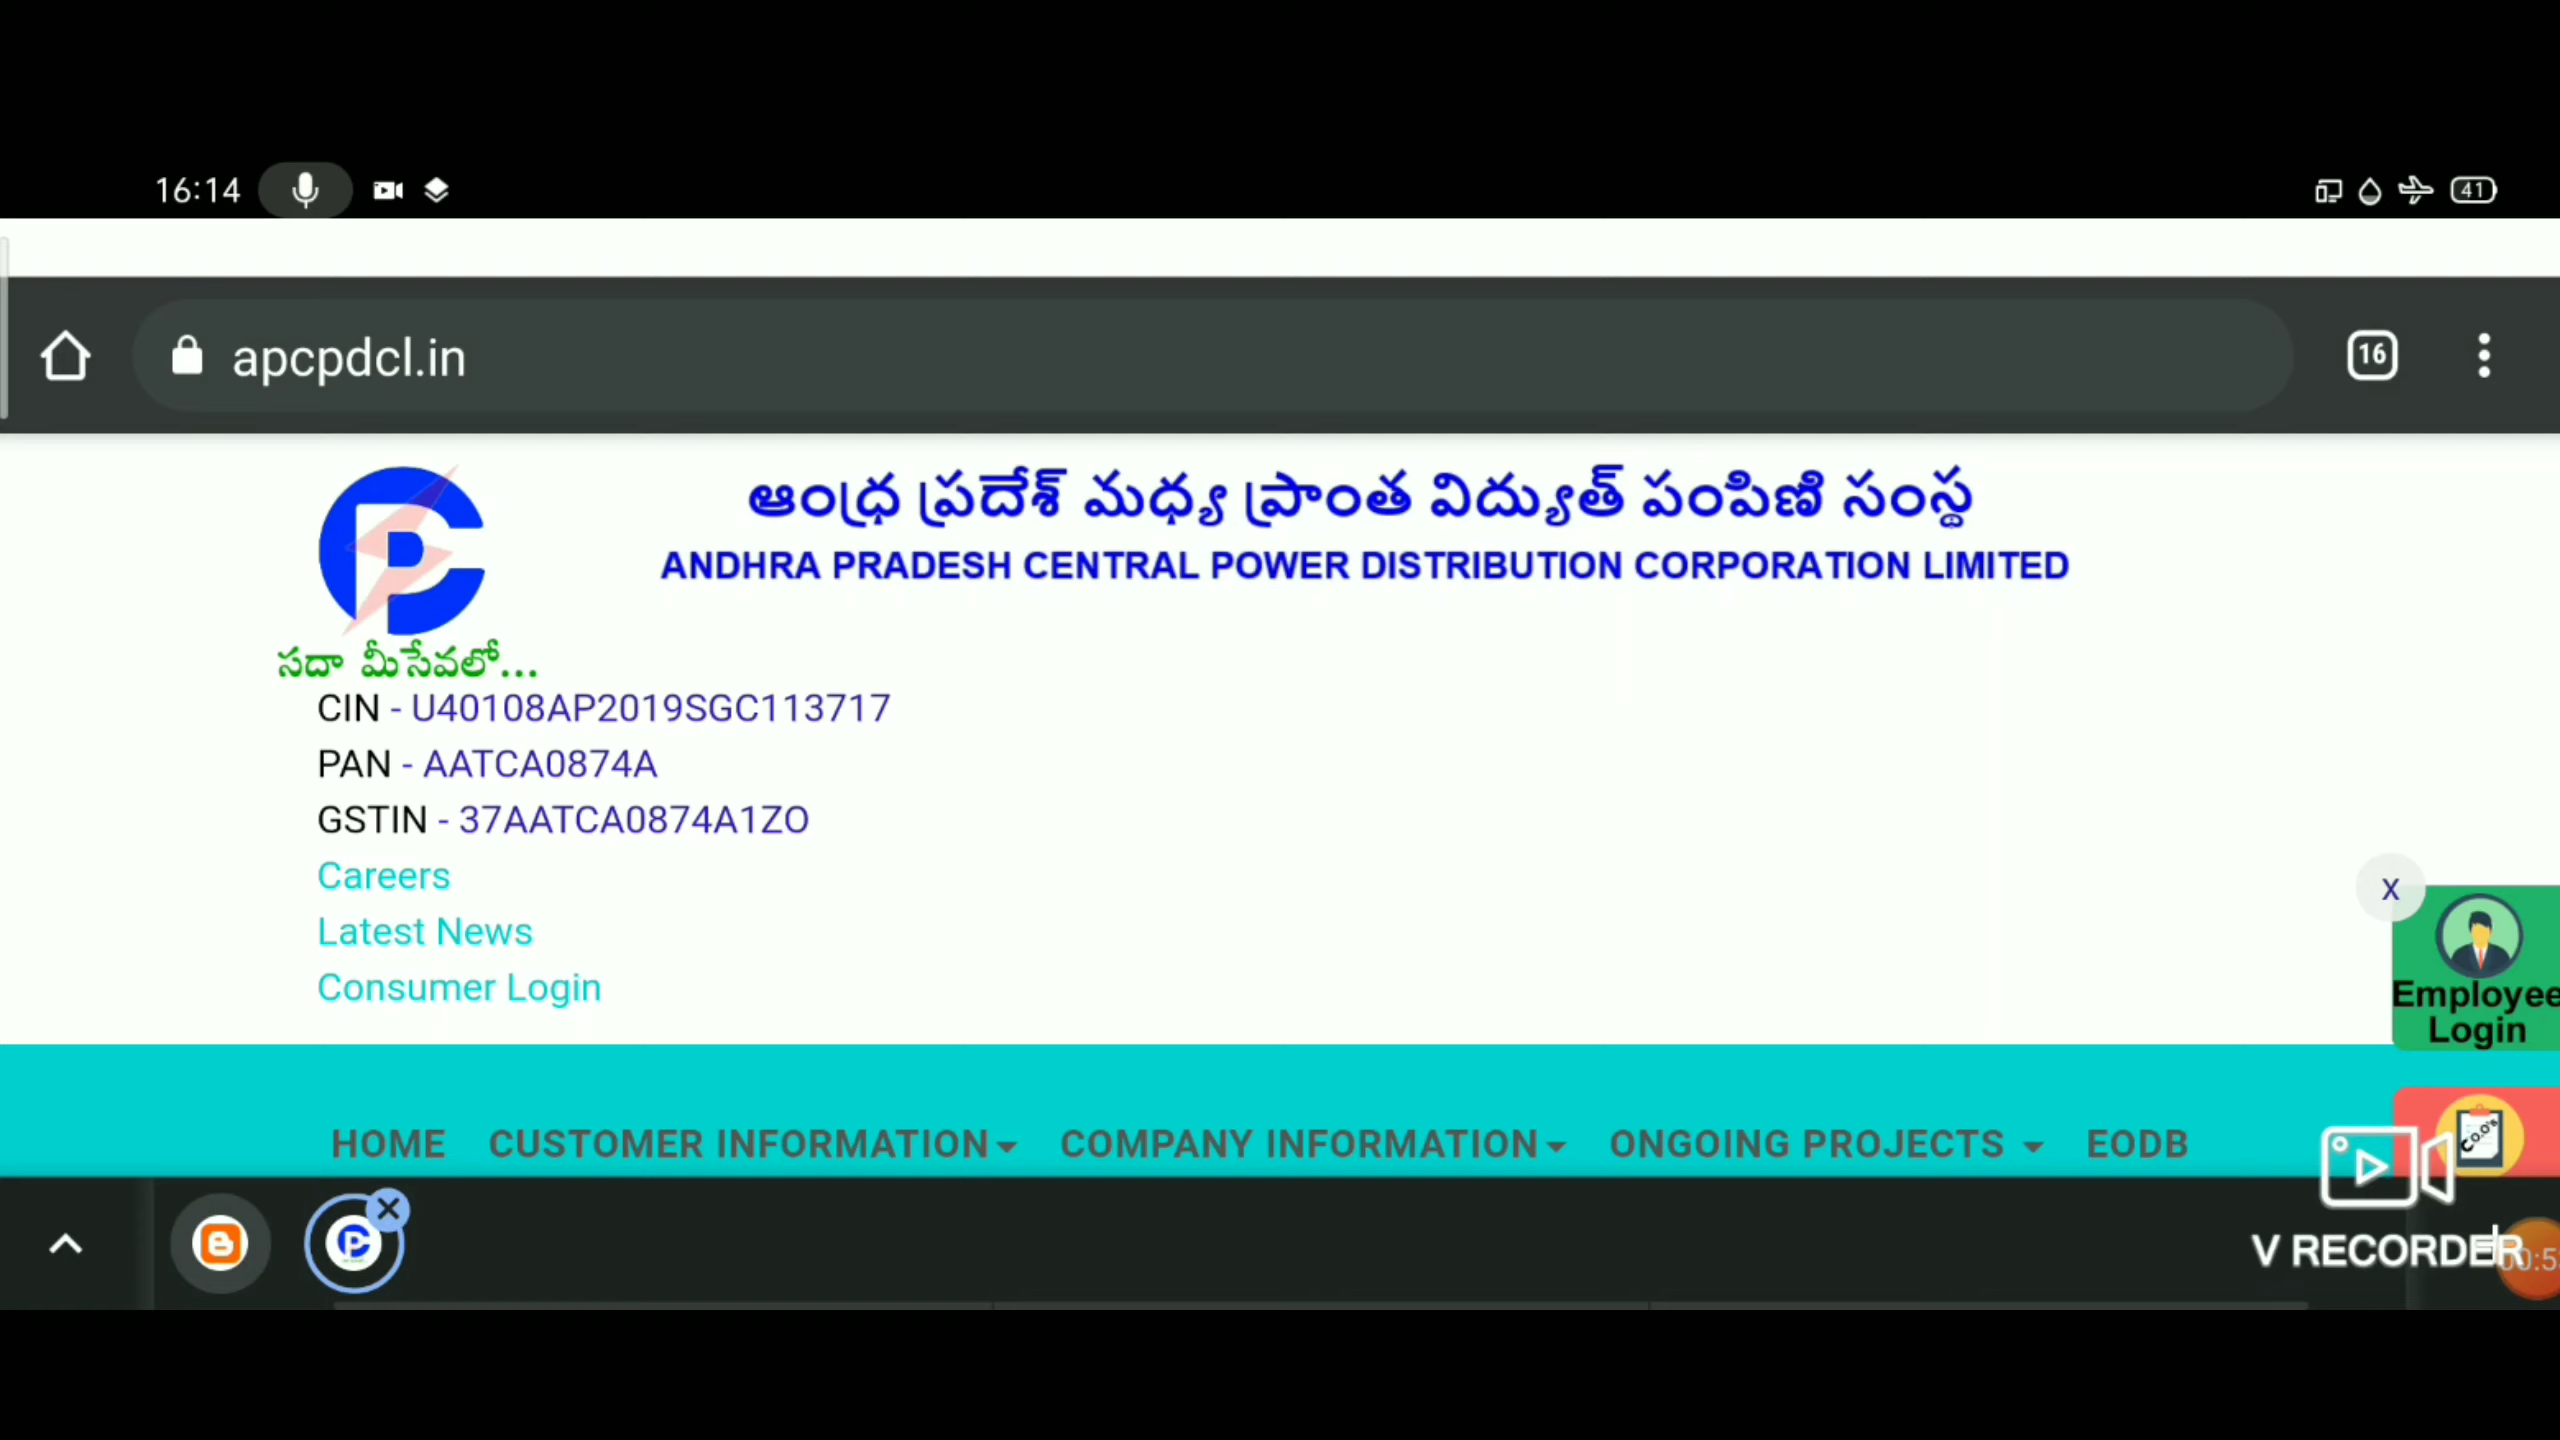 16:14
41
apcpdcl.in
16
ఆంధ్ర ప్రదేశ్ మధ్య ప్రాంత విద్యుత్ పంపిణి సంస్థ
ANDHRA PRADESH CENTRAL POWER DISTRIBUTION CORPORATION LIMITED
సదా మీసేవలో...
CIN - U40108AP2019SGC113717
PAN - AATCA0874A
GSTIN - 37AATCA0874A1ZO
Careers
Latest News
Consumer Login
X
Employee
Login
HOME CUSTOMER INFORMATION COMPANY INFORMATION ONGOING PROJECTS EODB
C.O.O's
V RECORDER